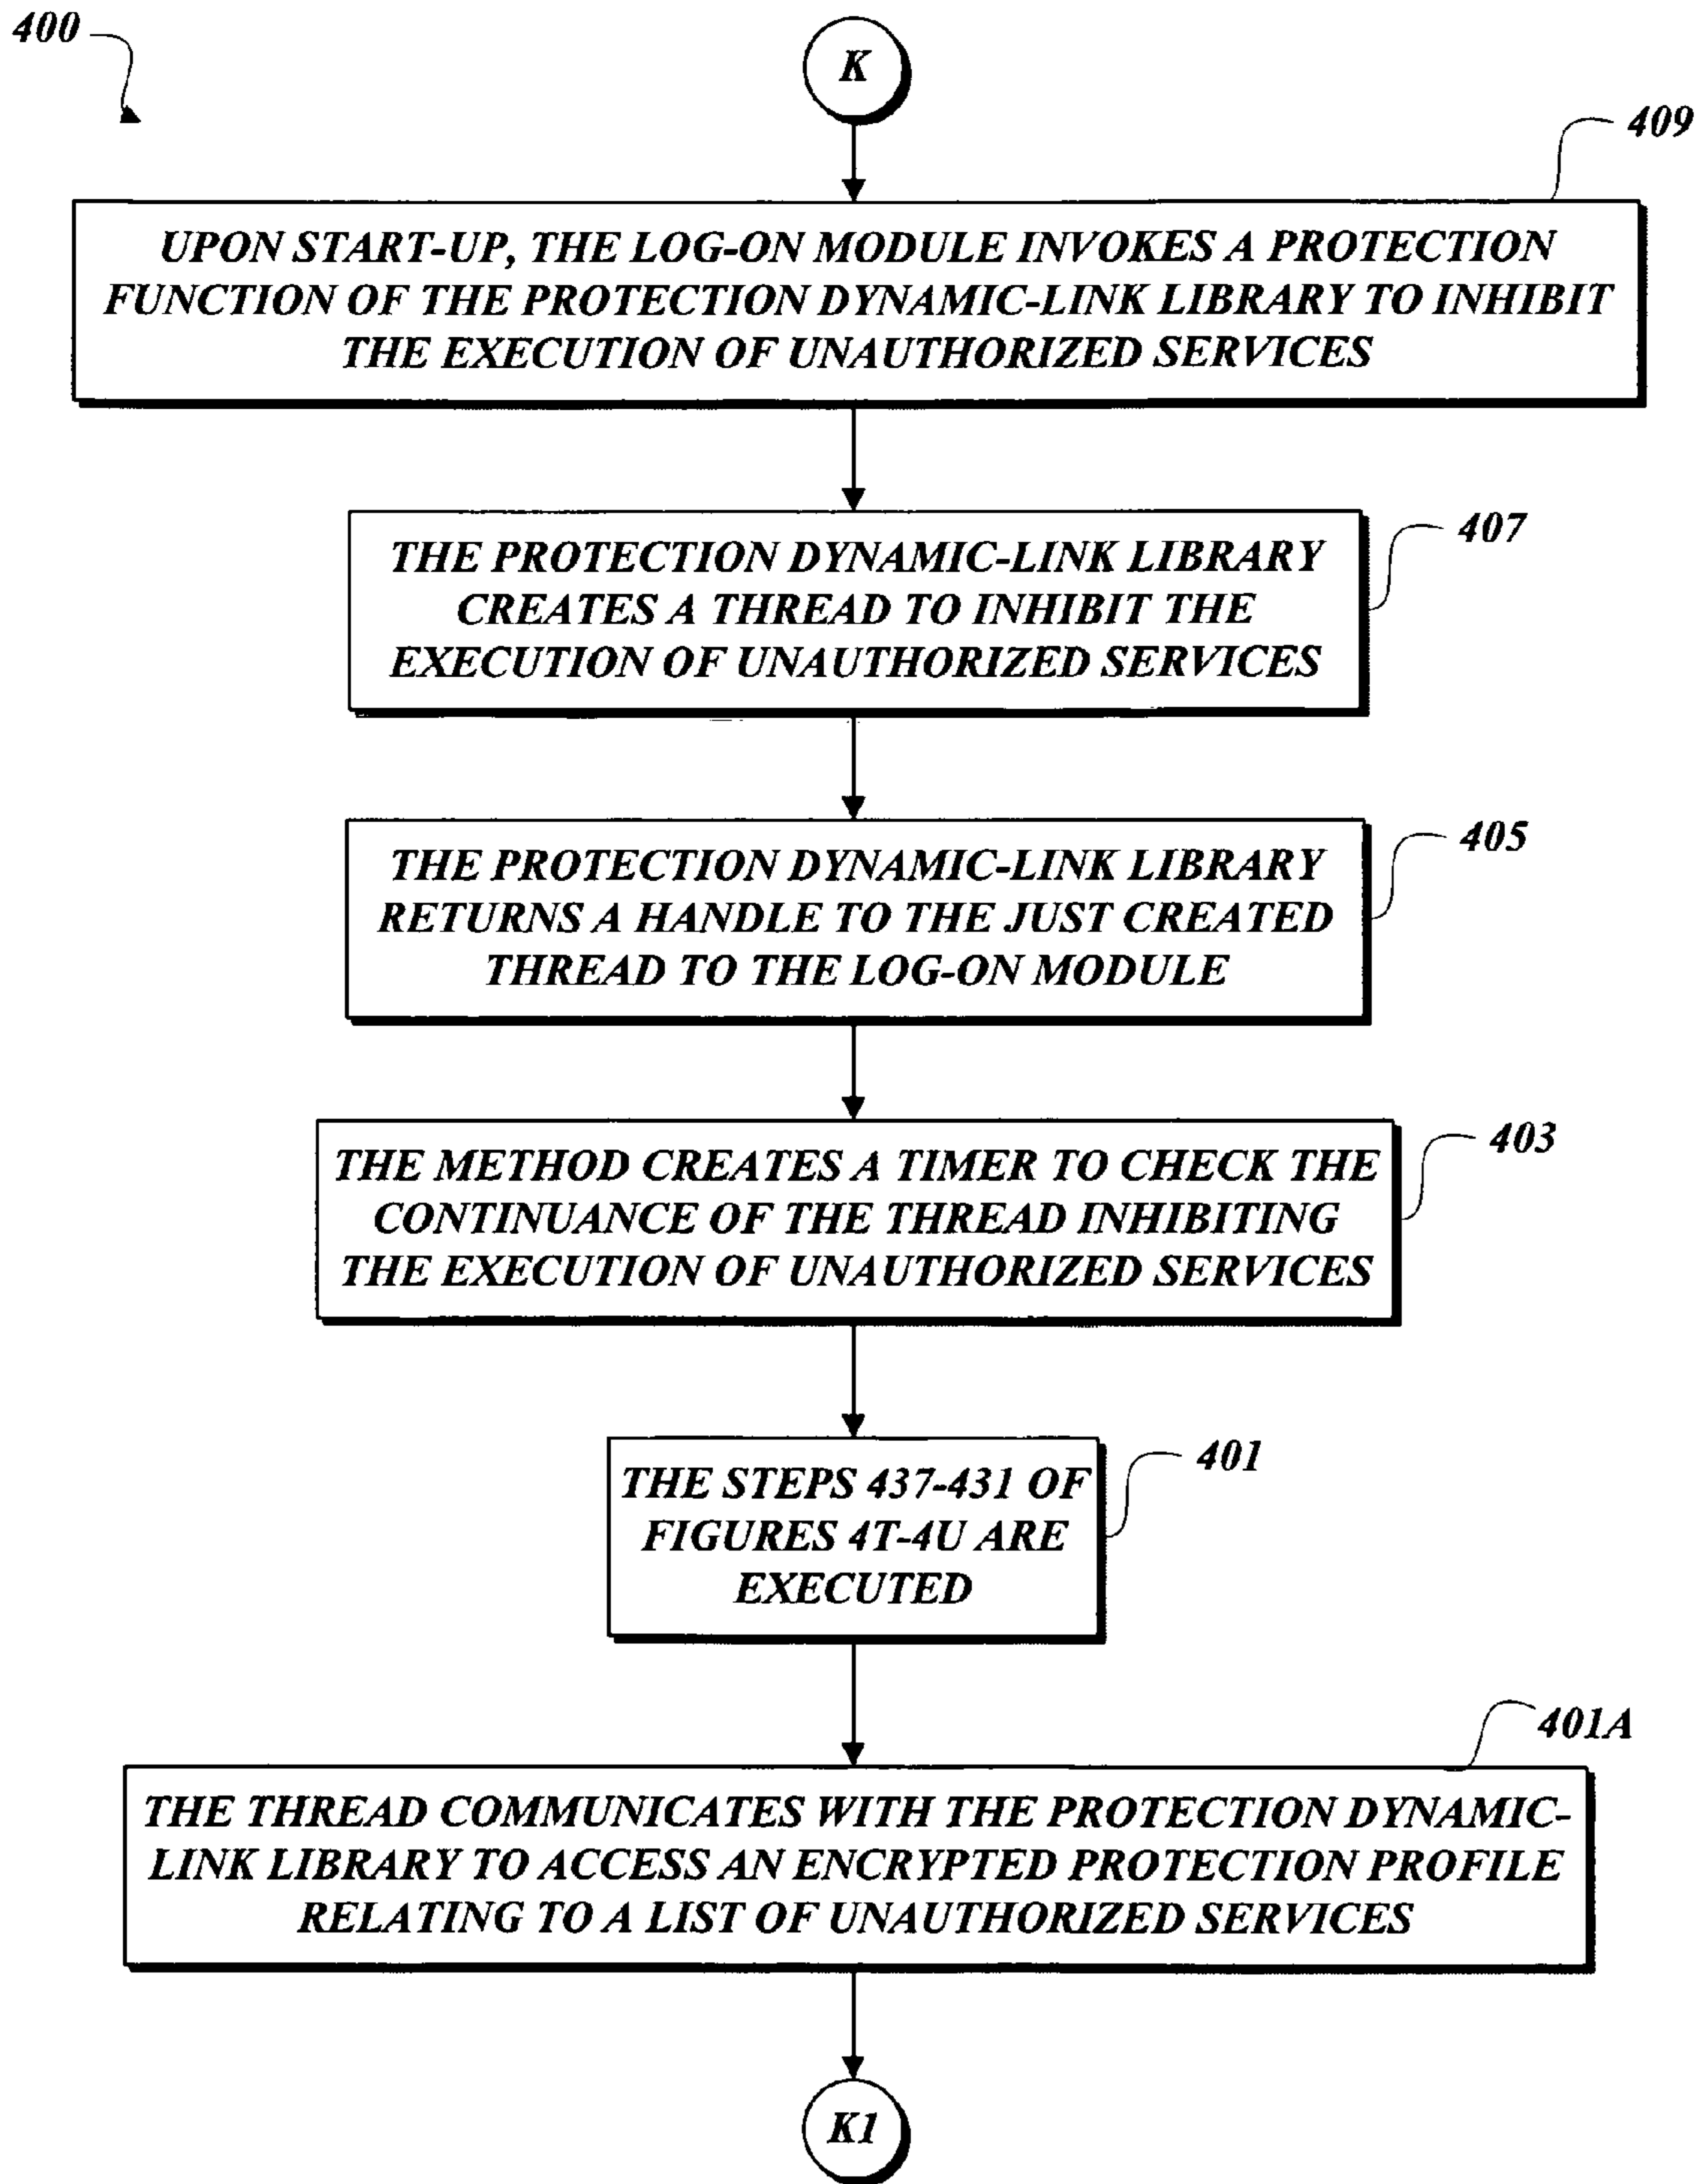 400
K
409
UPON START-UP, THE LOG-ON MODULE INVOKES A PROTECTION
FUNCTION OF THE PROTECTION DYNAMIC-LINK LIBRARY TO INHIBIT
THE EXECUTION OF UNAUTHORIZED SERVICES
407
THE PROTECTION DYNAMIC-LINK LIBRARY
CREATES A THREAD TO INHIBIT THE
EXECUTION OF UNAUTHORIZED SERVICES
405
THE PROTECTION DYNAMIC-LINK LIBRARY
RETURNS A HANDLE TO THE JUST CREATED
THREAD TO THE LOG-ON MODULE
403
THE METHOD CREATES A TIMER TO CHECK THE
CONTINUANCE OF THE THREAD INHIBITING
THE EXECUTION OF UNAUTHORIZED SERVICES
401
THE STEPS 437-431 OF
FIGURES 4T-4U ARE
EXECUTED
401A
THE THREAD COMMUNICATES WITH THE PROTECTION DYNAMIC-
LINK LIBRARY TO ACCESS AN ENCRYPTED PROTECTION PROFILE
RELATING TO A LIST OF UNAUTHORIZED SERVICES
K1